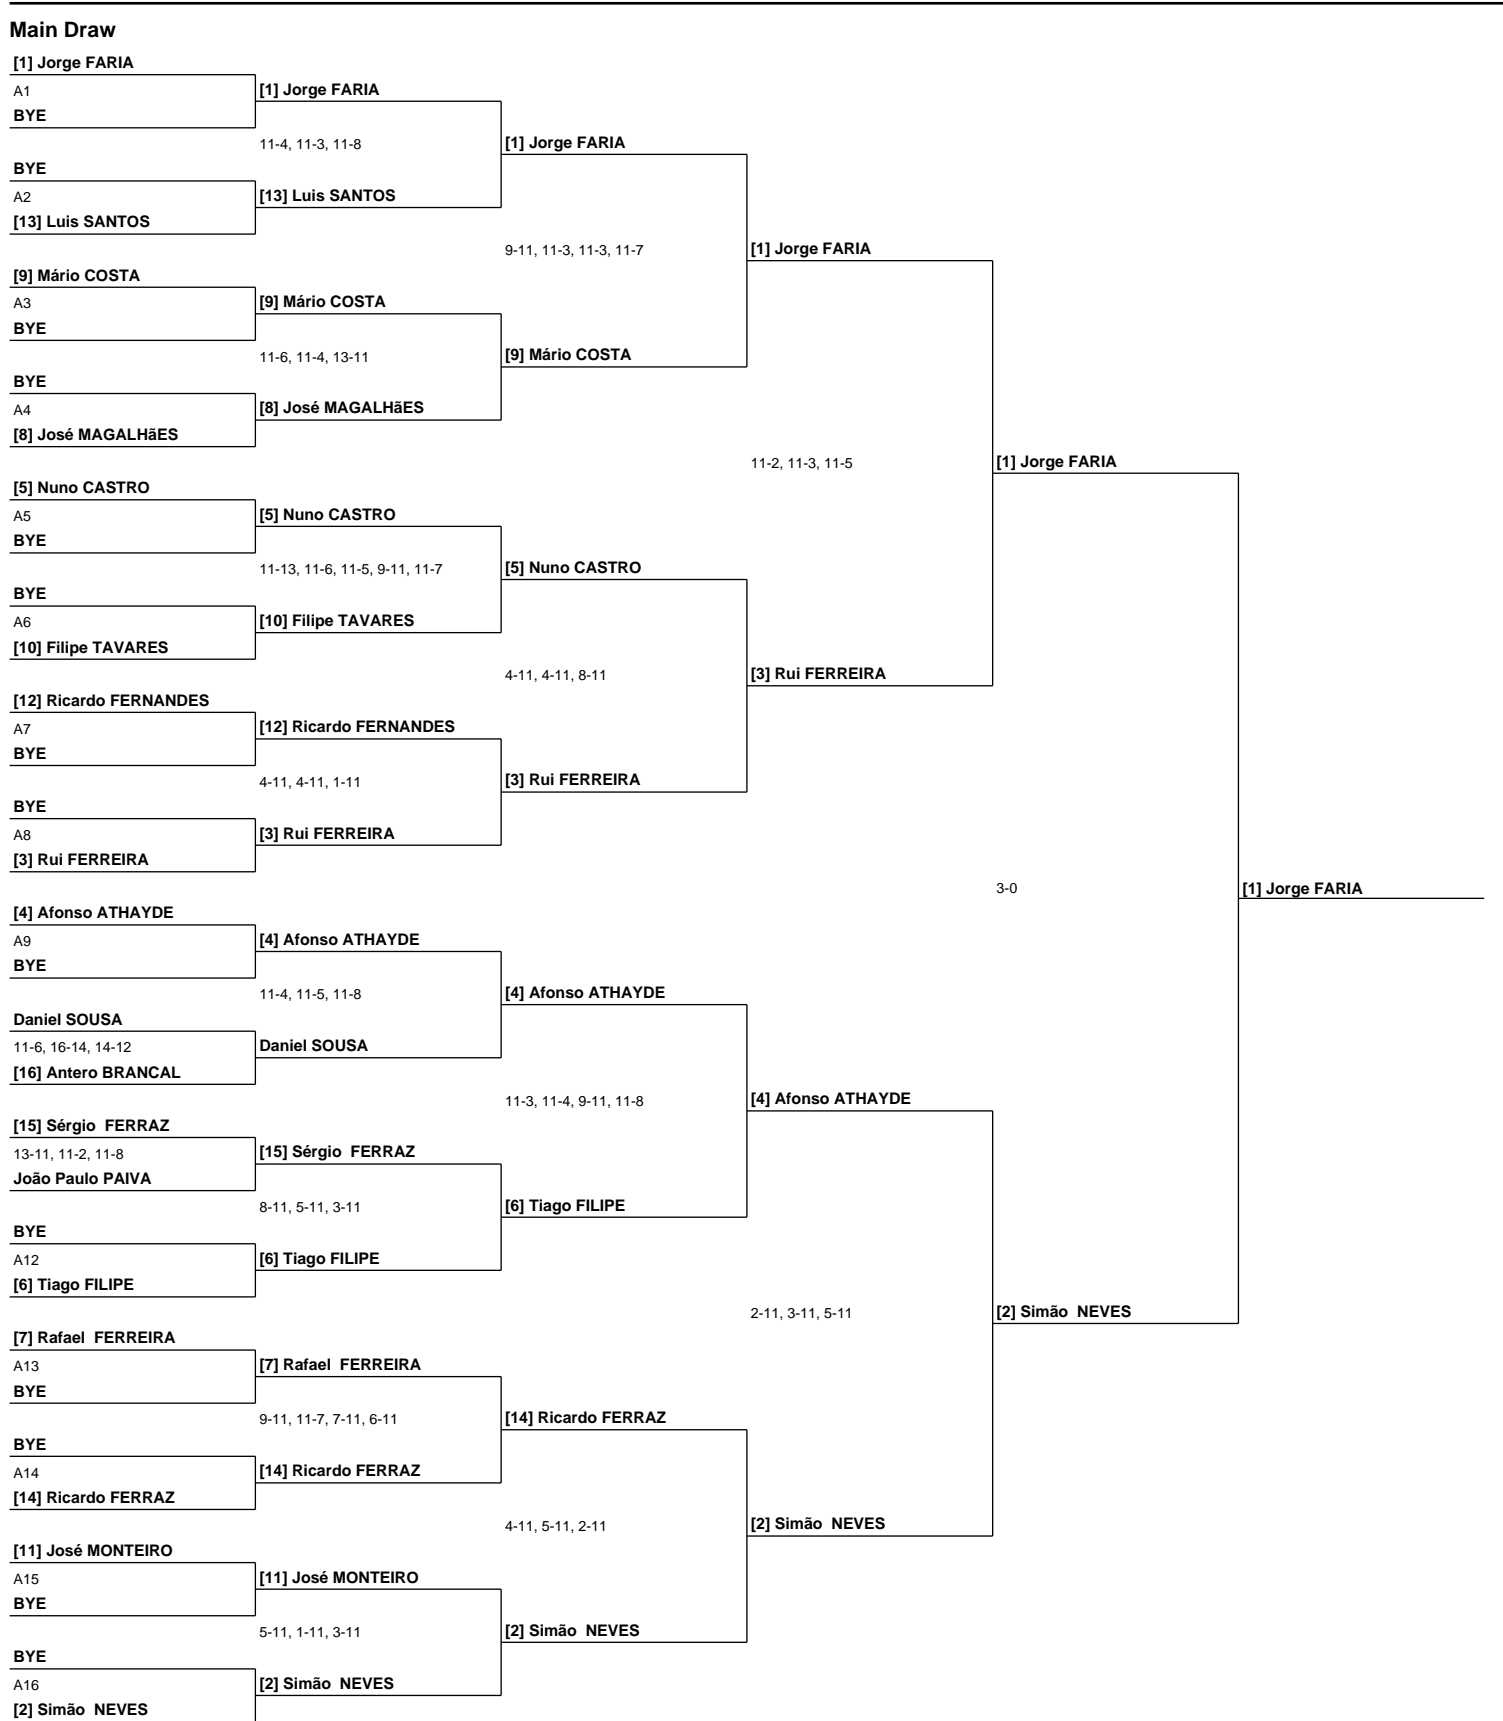 Main Draw
[1] Jorge FARIA
A1
[1] Jorge FARIA
BYE
11-4, 11-3, 11-8
[1] Jorge FARIA
BYE
A2
[13] Luis SANTOS
[13] Luis SANTOS
9-11, 11-3, 11-3, 11-7
[1] Jorge FARIA
[9] Mário COSTA
A3
[9] Mário COSTA
BYE
11-6, 11-4, 13-11
[9] Mário COSTA
BYE
A4
[8] José MAGALHãES
[8] José MAGALHãES
11-2, 11-3, 11-5
[1] Jorge FARIA
[5] Nuno CASTRO
A5
[5] Nuno CASTRO
BYE
11-13, 11-6, 11-5, 9-11, 11-7
[5] Nuno CASTRO
BYE
A6
[10] Filipe TAVARES
[10] Filipe TAVARES
4-11, 4-11, 8-11
[3] Rui FERREIRA
[12] Ricardo FERNANDES
A7
[12] Ricardo FERNANDES
BYE
4-11, 4-11, 1-11
[3] Rui FERREIRA
BYE
A8
[3] Rui FERREIRA
[3] Rui FERREIRA
3-0
[1] Jorge FARIA
[4] Afonso ATHAYDE
A9
[4] Afonso ATHAYDE
BYE
11-4, 11-5, 11-8
[4] Afonso ATHAYDE
Daniel SOUSA
11-6, 16-14, 14-12
Daniel SOUSA
[16] Antero BRANCAL
11-3, 11-4, 9-11, 11-8
[4] Afonso ATHAYDE
[15] Sérgio  FERRAZ
13-11, 11-2, 11-8
[15] Sérgio  FERRAZ
João Paulo PAIVA
8-11, 5-11, 3-11
[6] Tiago FILIPE
BYE
A12
[6] Tiago FILIPE
[6] Tiago FILIPE
2-11, 3-11, 5-11
[2] Simão  NEVES
[7] Rafael  FERREIRA
A13
[7] Rafael  FERREIRA
BYE
9-11, 11-7, 7-11, 6-11
[14] Ricardo FERRAZ
BYE
A14
[14] Ricardo FERRAZ
[14] Ricardo FERRAZ
4-11, 5-11, 2-11
[2] Simão  NEVES
[11] José MONTEIRO
A15
[11] José MONTEIRO
BYE
5-11, 1-11, 3-11
[2] Simão  NEVES
BYE
A16
[2] Simão  NEVES
[2] Simão  NEVES